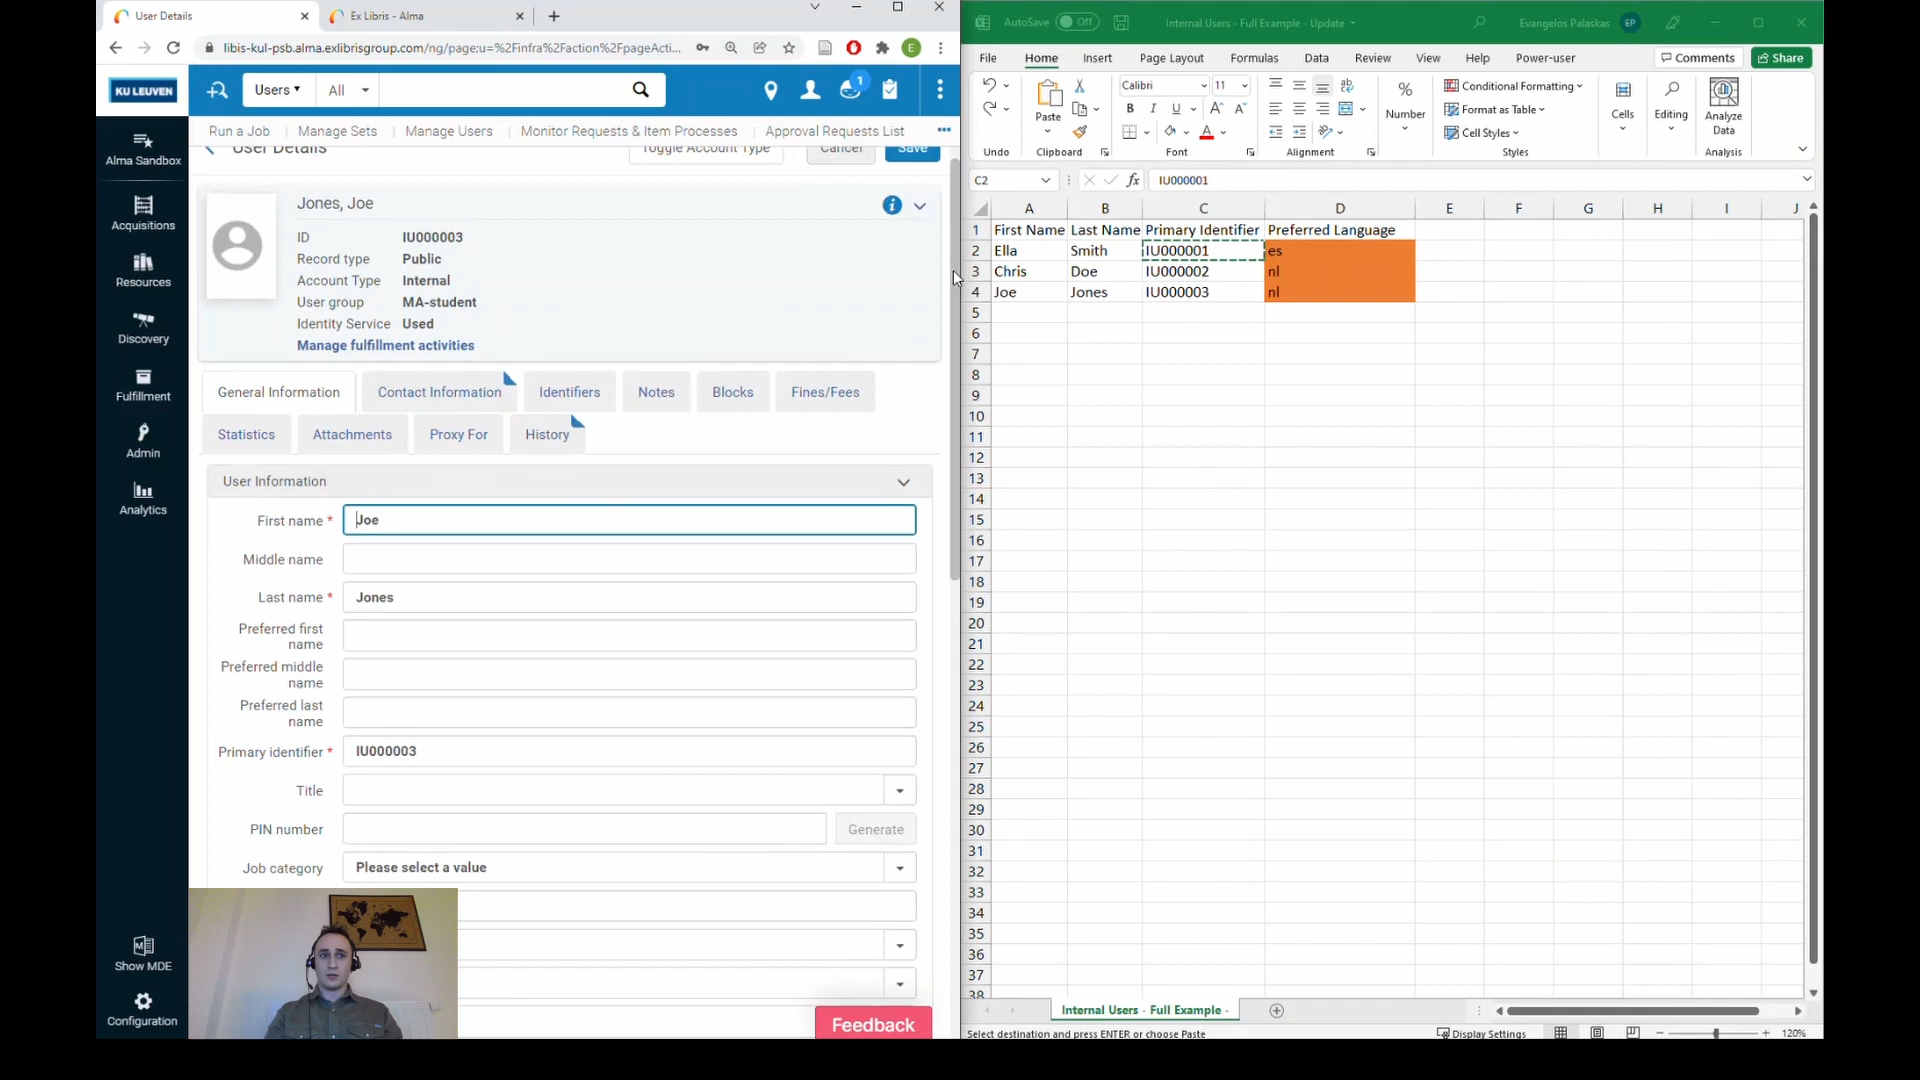 User Details
Ex Libris - Alma
libis-kul-psb.alma.exlibrisgroup.com/ng/page;u=%2Finfra%2Faction%2FpageActi...
E
KU LEUVEN
Users
All
1
Run a Job
Manage Sets
Manage Users
Monitor Requests & Item Processes
Approval Requests List
Alma Sandbox
Acquisitions
Resources
Discovery
Fulfillment
Admin
Analytics
Show MDE
Configuration
User Details
Toggle Account Type
Cancel
Save
Jones, Joe
ID IU000003
Record type Public
Account Type Internal
User group MA-student
Identity Service Used
Manage fulfillment activities
General Information
Contact Information
Identifiers
Notes
Blocks
Fines/Fees
Statistics
Attachments
Proxy For
History
User Information
First name * Joe
Middle name
Last name * Jones
Preferred first
name
Preferred middle
name
Preferred last
name
Primary identifier * IU000003
Title
PIN number
Generate
Job category Please select a value
Feedback
AutoSave Off
Internal Users - Full Example - Update
Evangelos Palaskas EP
File Home Insert Page Layout Formulas Data Review View Help Power-user
Comments
Share
Paste
Calibri 11
B I U
Number
Conditional Formatting
Format as Table
Cell Styles
Cells
Editing
Analyze
Data
Undo Clipboard Font Alignment Styles Analysis
C2 fx IU000001
A B C D E F G H I J
1 First Name Last Name Primary Identifier Preferred Language
2 Ella Smith IU000001 es
3 Chris Doe IU000002 nl
4 Joe Jones IU000003 nl
5
6
7
8
9
10
11
12
13
14
15
16
17
18
19
20
21
22
23
24
25
26
27
28
29
30
31
32
33
34
35
36
37
38
Internal Users - Full Example -
Select destination and press ENTER or choose Paste
Display Settings
120%